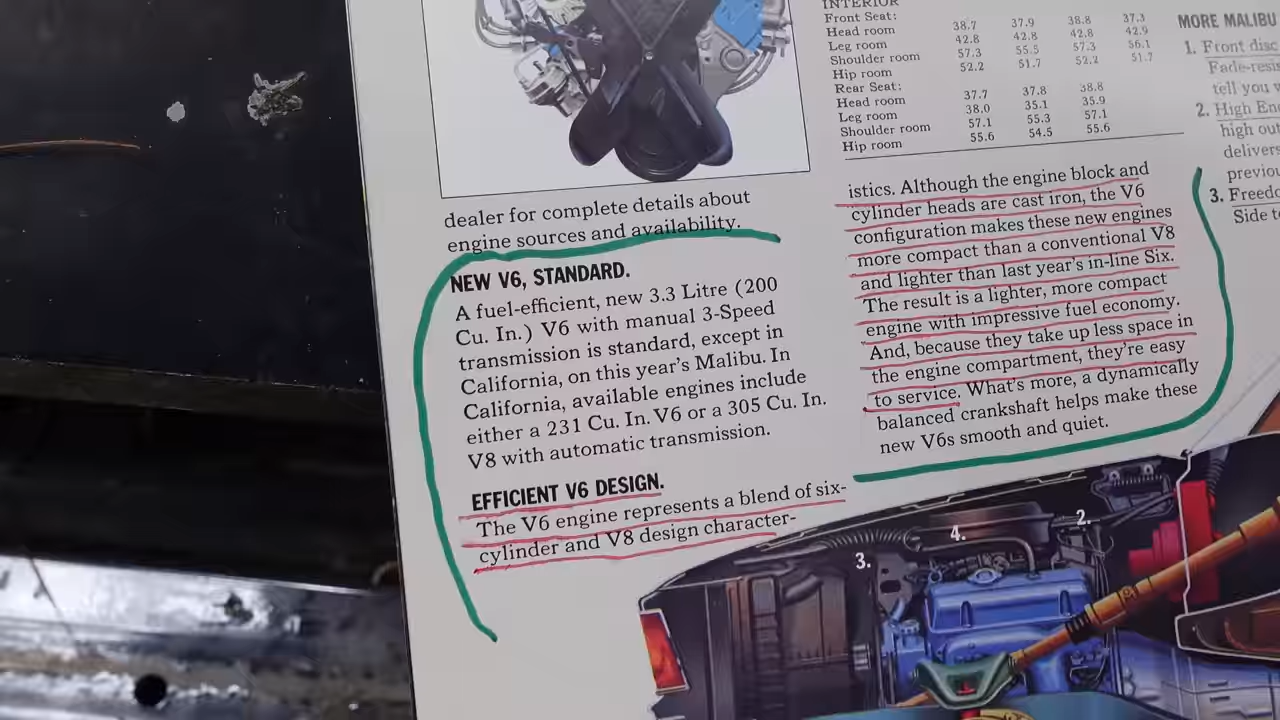 INTERIOR
Front Seat:
Head room 38.7 37.9 38.8 37.3
Leg room 42.8 42.8 42.8 42.9
Shoulder room 57.3 55.5 57.3 56.1
Hip room 52.2 51.7 52.2 51.7
Rear Seat:
Head room 37.7 37.8 38.8
Leg room 38.0 35.1 35.9
Shoulder room 57.1 55.3 57.1
Hip room 55.6 54.5 55.6
dealer for complete details about
engine sources and availability.
NEW V6, STANDARD.
A fuel-efficient, new 3.3 Litre (200
Cu. In.) V6 with manual 3-Speed
transmission is standard, except in
California, on this year's Malibu. In
California, available engines include
either a 231 Cu. In. V6 or a 305 Cu. In.
V8 with automatic transmission.
EFFICIENT V6 DESIGN.
The V6 engine represents a blend of six-
cylinder and V8 design character-
istics. Although the engine block and
cylinder heads are cast iron, the V6
configuration makes these new engines
more compact than a conventional V8
and lighter than last year's in-line Six.
The result is a lighter, more compact
engine with impressive fuel economy.
And, because they take up less space in
the engine compartment, they're easy
to service. What's more, a dynamically
balanced crankshaft helps make these
new V6s smooth and quiet.
MORE MALIBU
1. Front disc
Fade-resis
tell you w
2. High En
high ou
delivers
previou
3. Freedo
Side t
3.
4.
2.